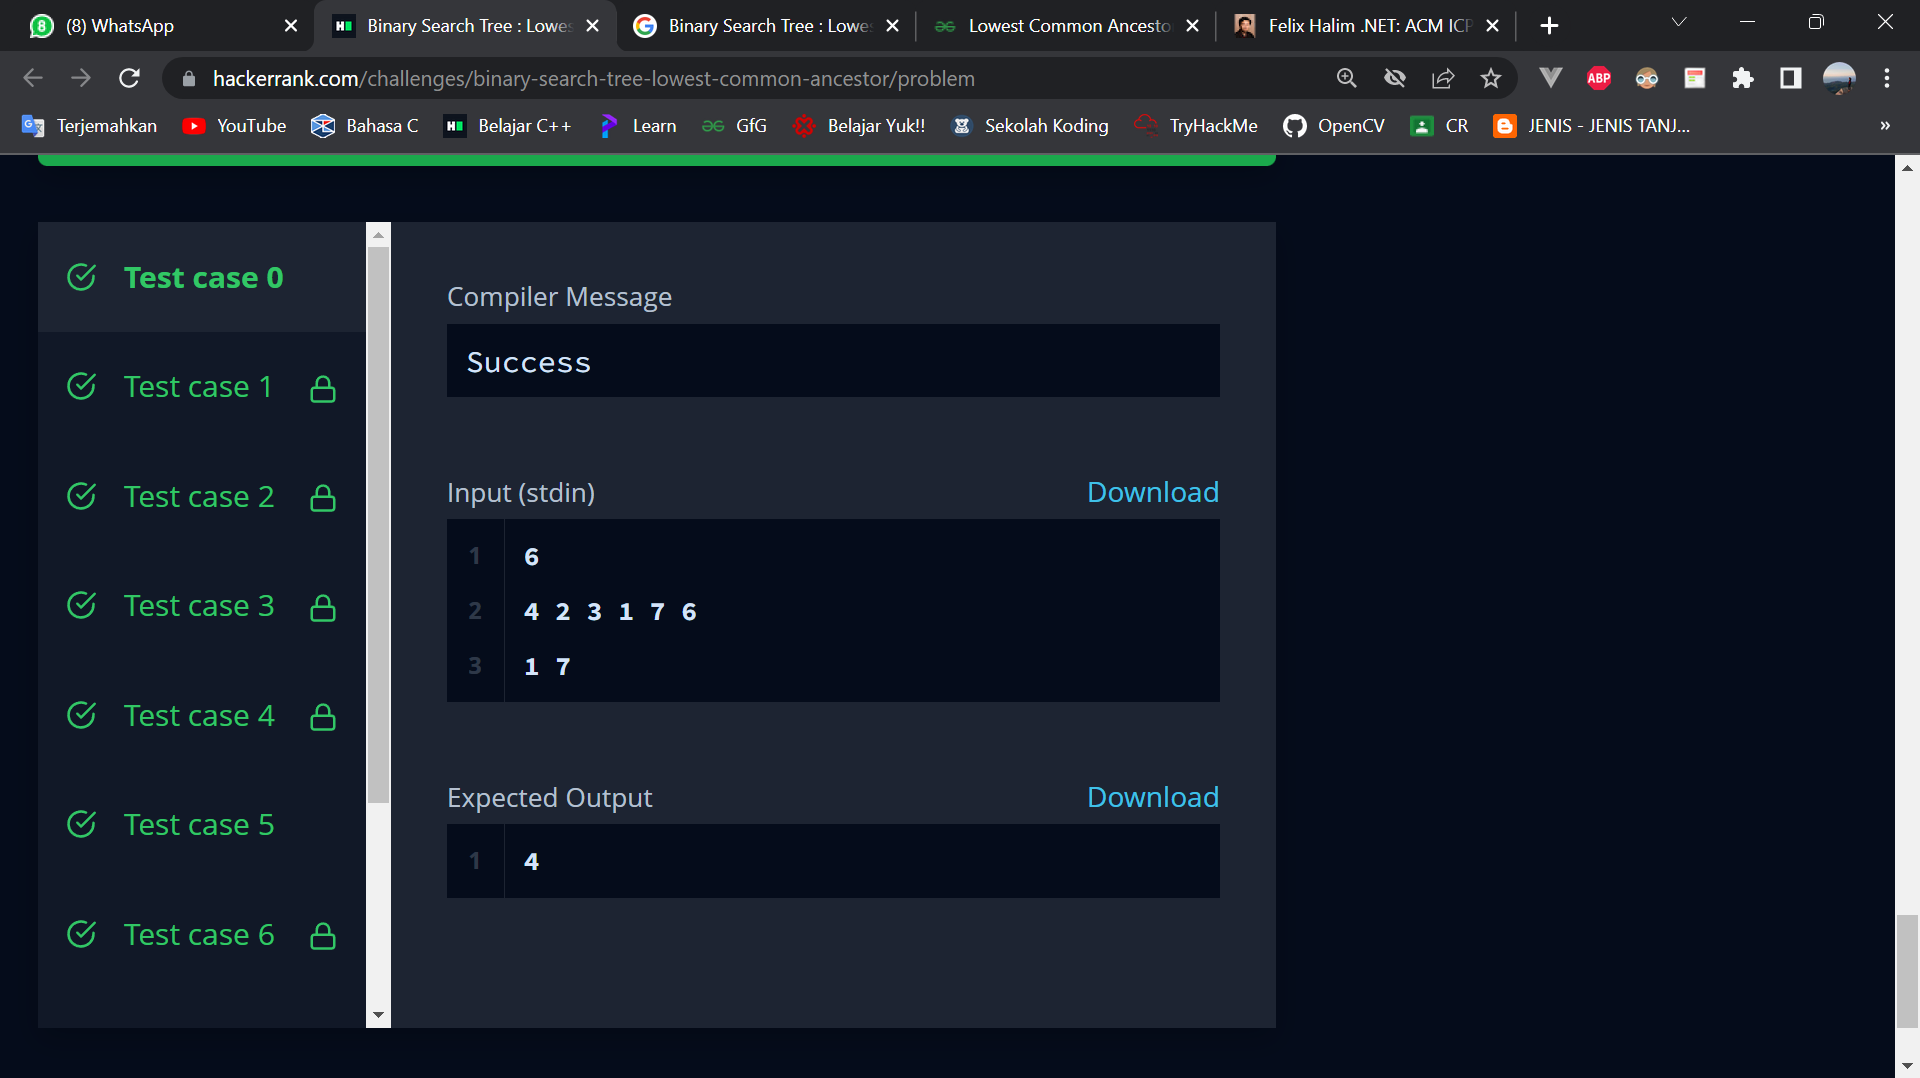 8 (8) WhatsApp
Binary Search Tree : Lowes
Binary Search Tree : Lowes
Lowest Common Ancesto
Felix Halim .NET: ACM ICP
hackerrank.com/challenges/binary-search-tree-lowest-common-ancestor/problem
ABP
Terjemahkan YouTube Bahasa C Belajar C++ Learn GfG Belajar Yuk!! Sekolah Koding TryHackMe OpenCV CR JENIS - JENIS TANJ... »
Test case 0
Test case 1
Test case 2
Test case 3
Test case 4
Test case 5
Test case 6
Compiler Message
Success
Input (stdin) Download
1 6
2 4 2 3 1 7 6
3 1 7
Expected Output Download
1 4